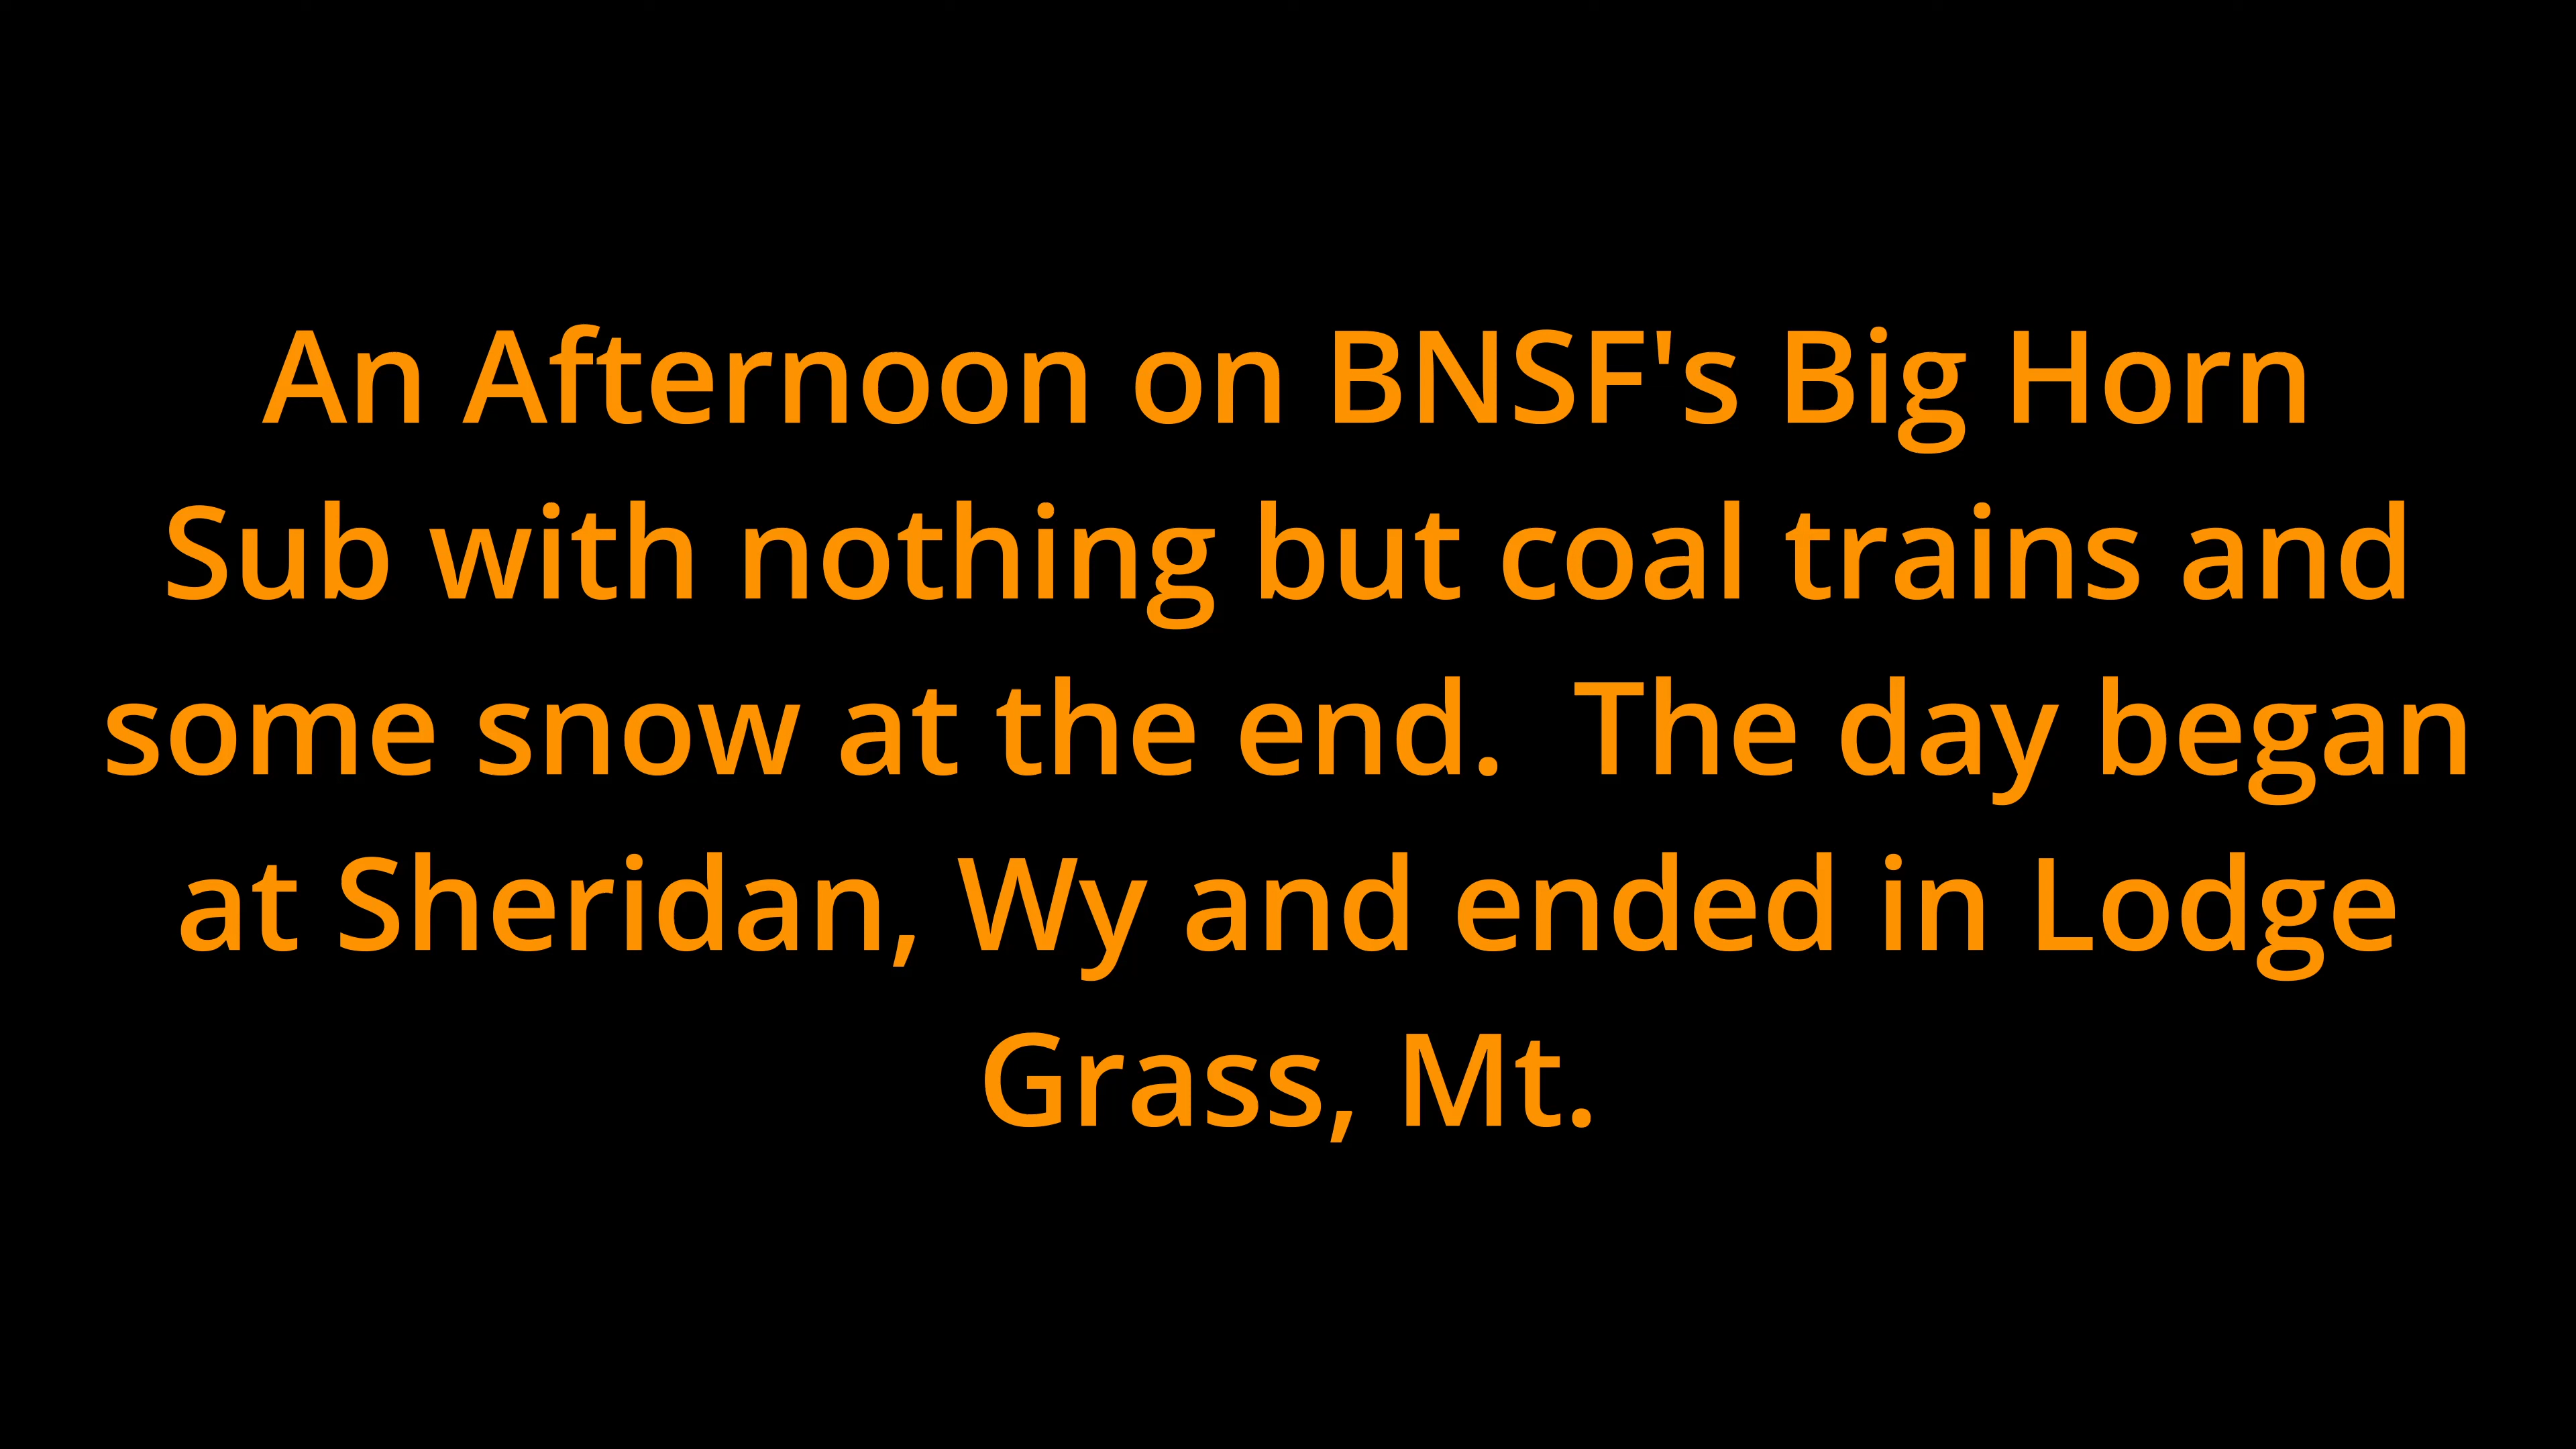 An Afternoon on BNSF's Big Horn
Sub with nothing but coal trains and
some snow at the end.  The day began
at Sheridan, Wy and ended in Lodge
Grass, Mt.